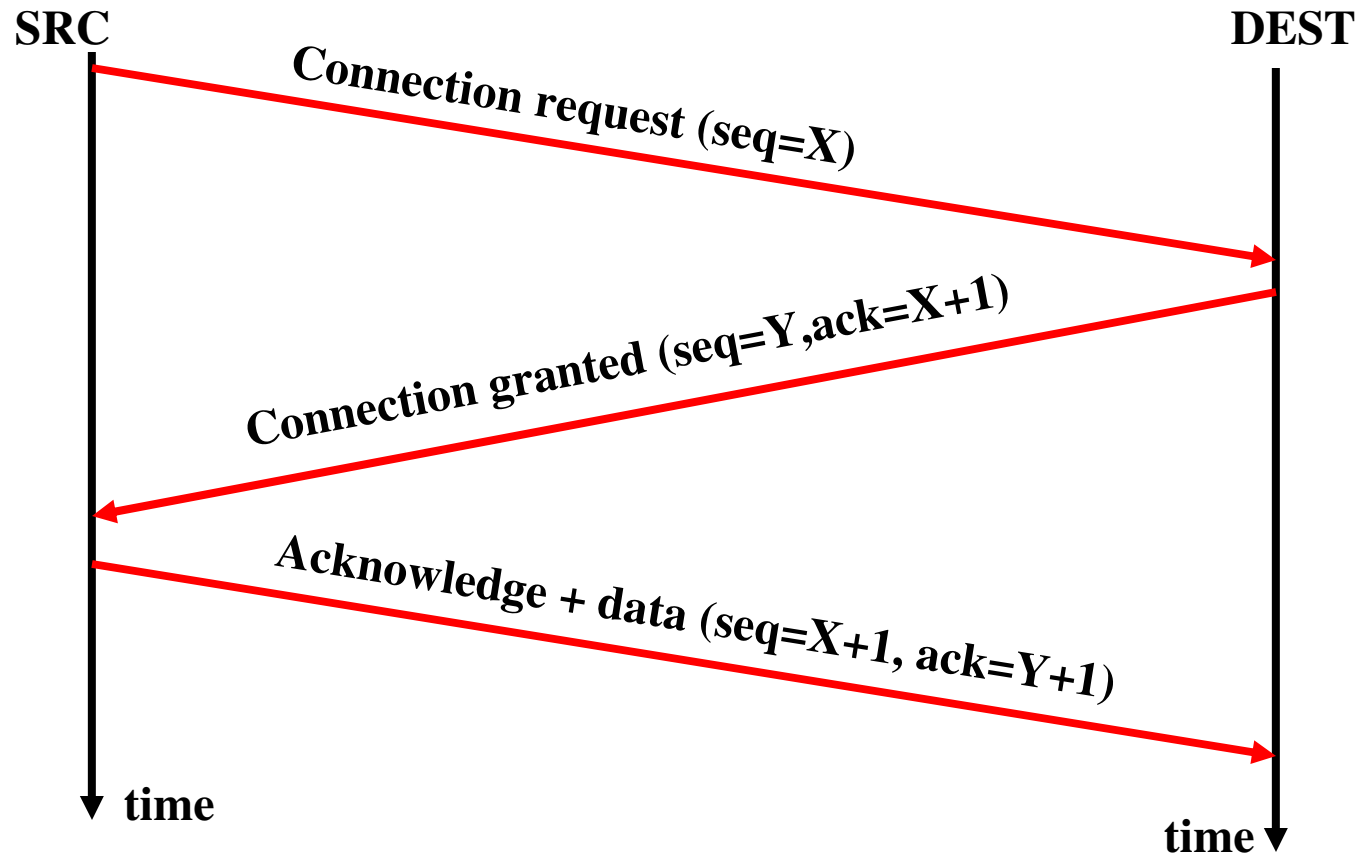 SRC
DEST
Connection request (seq=X)
Connection granted (seq=Y,ack=X+1)
Acknowledge + data (seq=X+1, ack=Y+1)
time
time